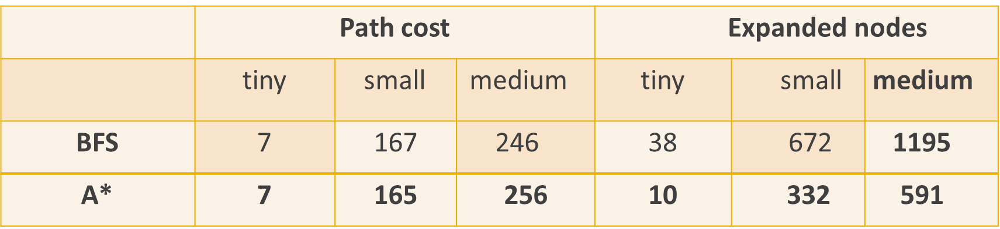 Path cost Expanded nodes
tiny small medium tiny small medium
BFS 7 167 246 38 672 1195
A* 7 165 256 10 332 591